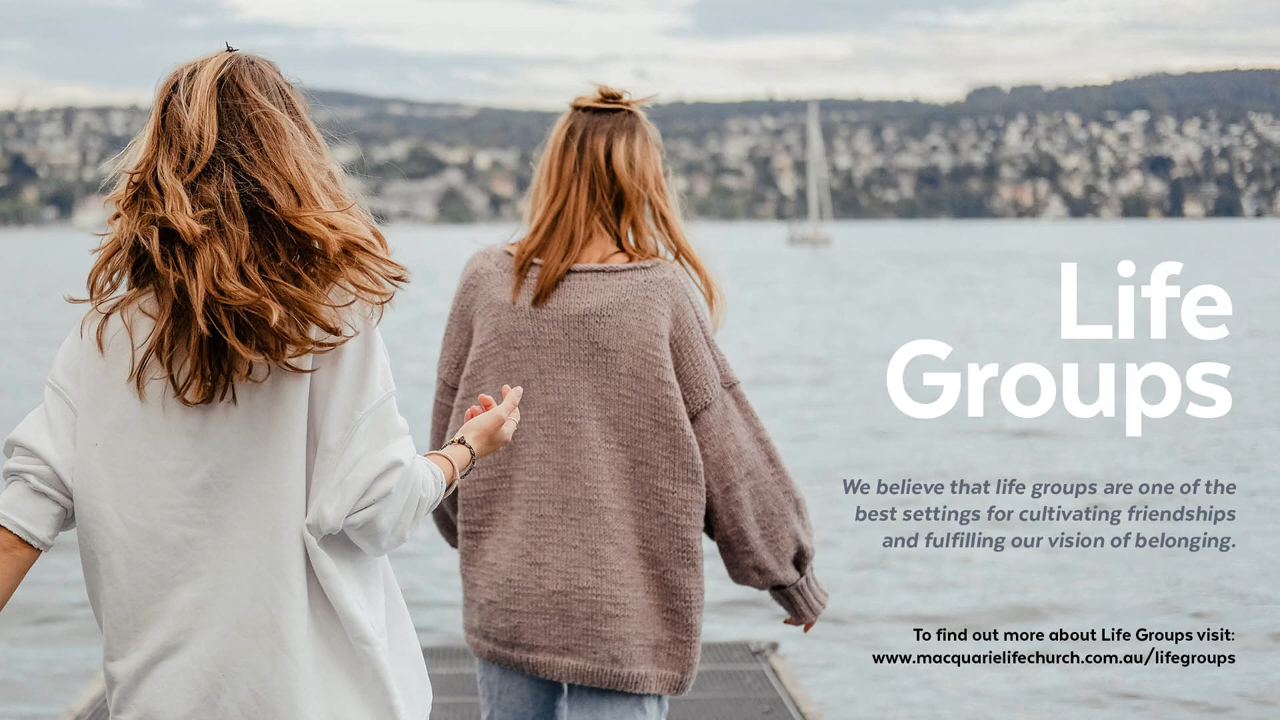 Life
Groups
We believe that life groups are one of the
best settings for cultivating friendships
and fulfilling our vision of belonging.
To find out more about Life Groups visit:
www.macquarielifechurch.com.au/lifegroups